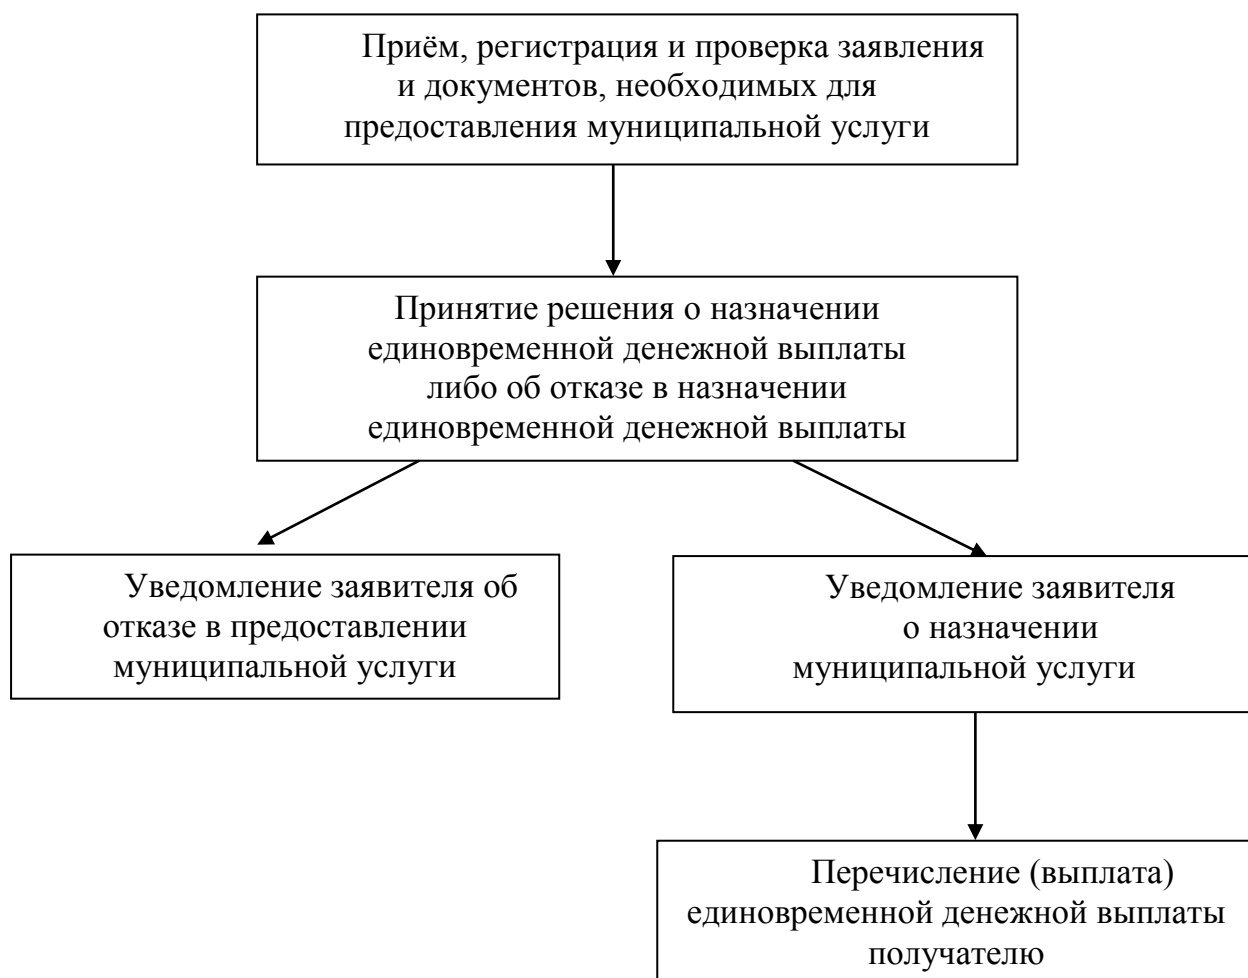 Приём, регистрация и проверка заявления
и документов, необходимых для
предоставления муниципальной услуги
Принятие решения о назначении
единовременной денежной выплаты
либо об отказе в назначении
единовременной денежной выплаты
Уведомление заявителя об
отказе в предоставлении
муниципальной услуги
Уведомление заявителя
о назначении
муниципальной услуги
Перечисление (выплата)
единовременной денежной выплаты
получателю